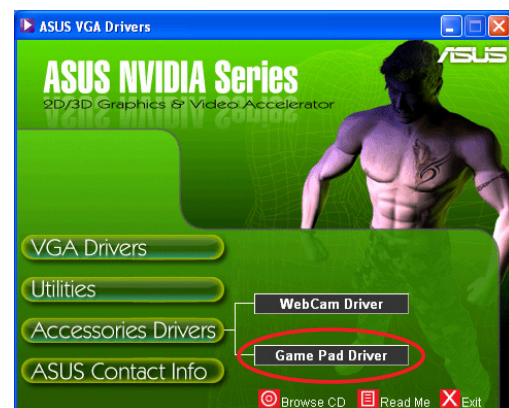 ASUS VGA Drivers
ASUS
ASUS NVIDIA Series
2D/3D Graphics & Video Accelerator
VGA Drivers
Utilities
WebCam Driver
Accessories Drivers
Game Pad Driver
ASUS Contact Info
Browse CD Read Me X Exit